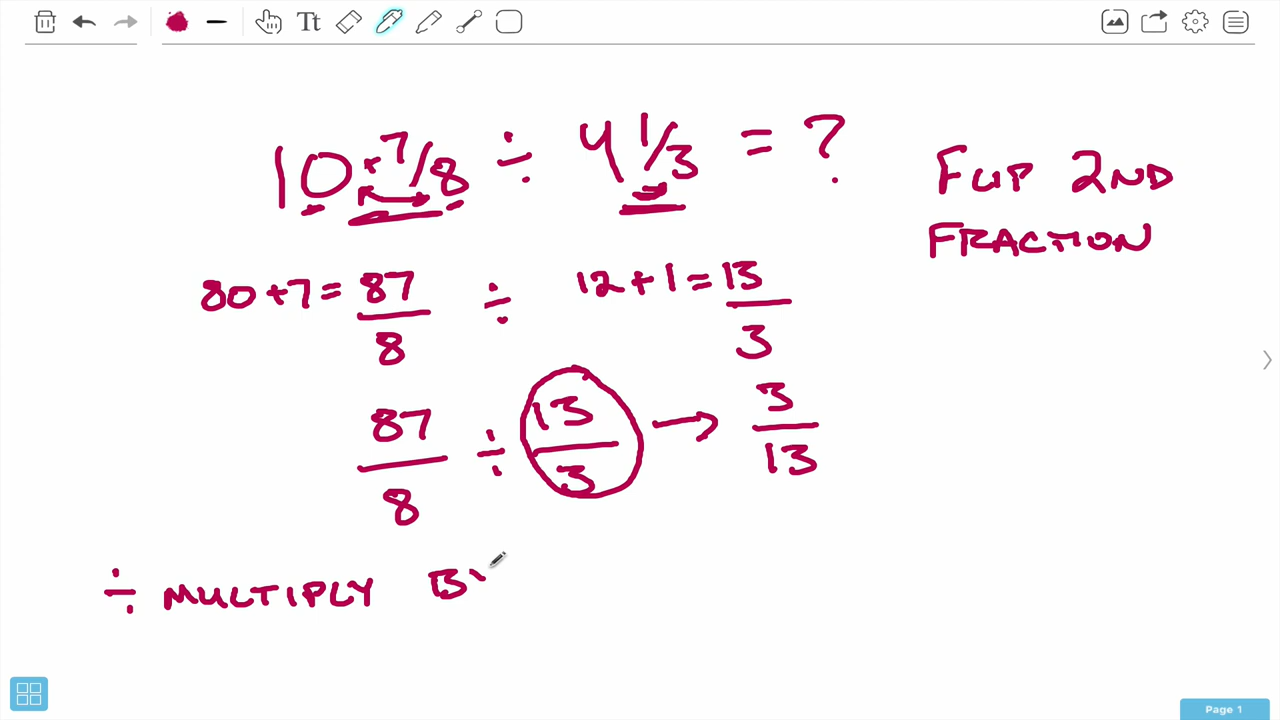 Tt
10 7/8 ÷ 4 1/3 = ?
FLIP 2ND
FRACTION
80+7= 87/8 ÷ 12+1= 13/3
87/8 ÷ 13/3 → 3/13
÷ MULTIPLY BY
Page 1